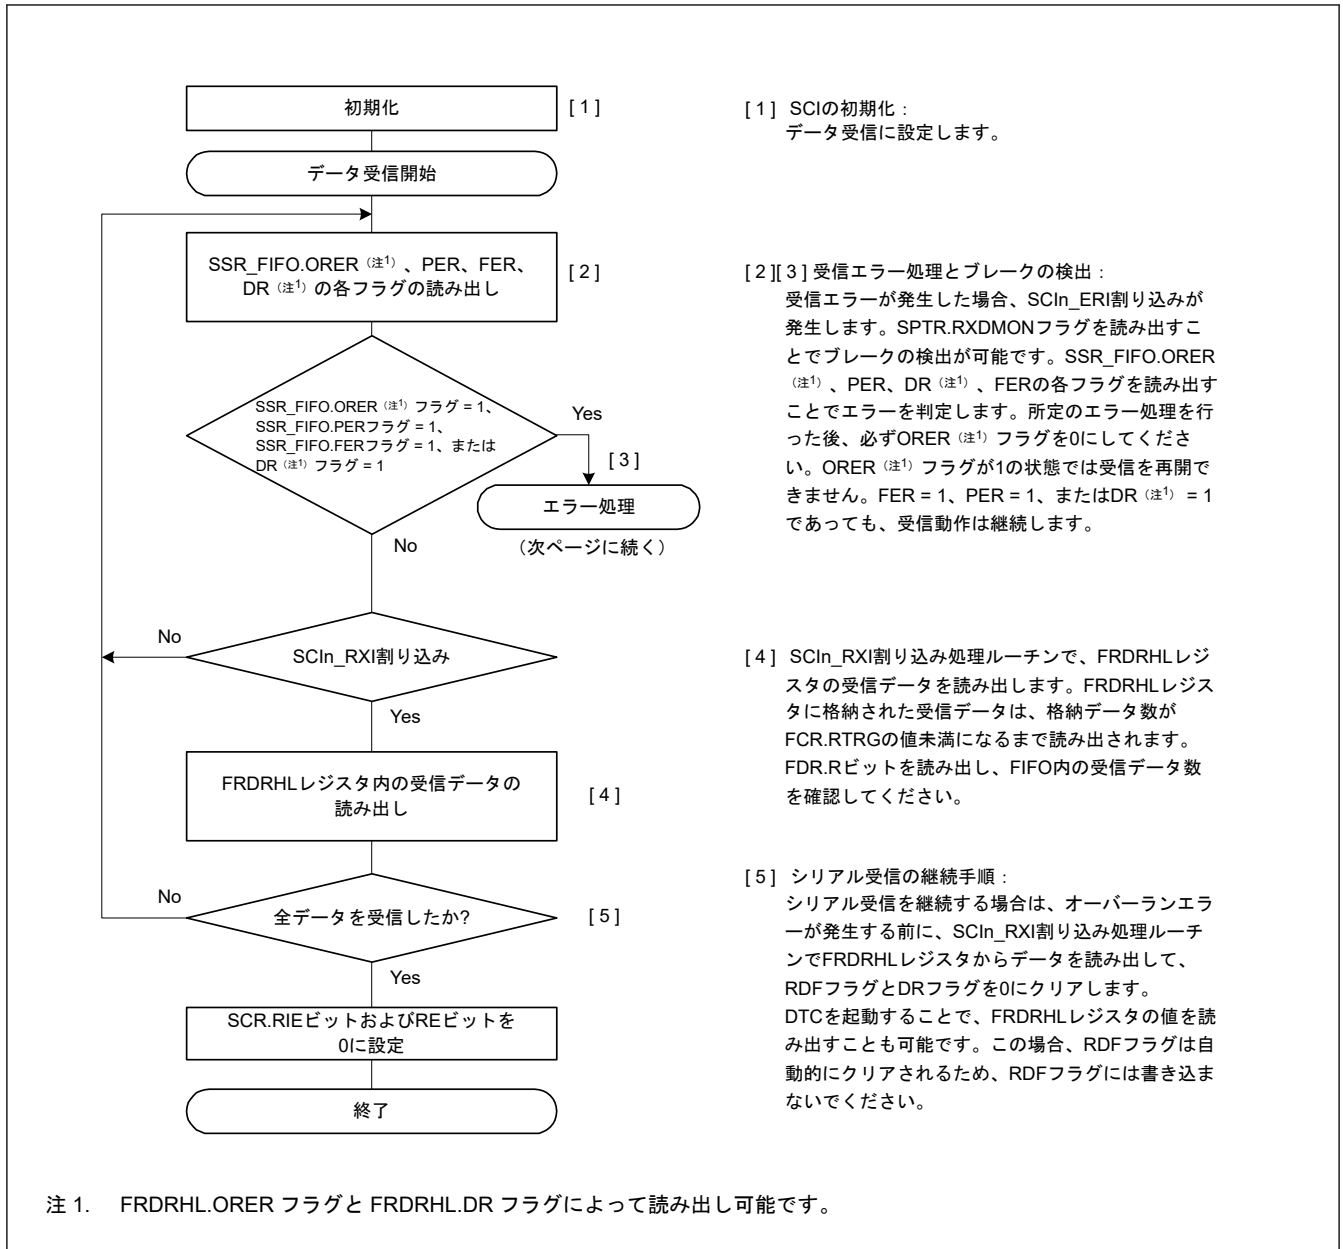 初期化
[ 1 ]
[ 1 ] SCIの初期化：
データ受信に設定します。
データ受信開始
SSR_FIFO.ORER（注1）、PER、FER、
DR（注1）の各フラグの読み出し
[ 2 ]
[ 2 ][ 3 ] 受信エラー処理とブレークの検出：
受信エラーが発生した場合、SCIn_ERI割り込みが
発生します。SPTR.RXDMONフラグを読み出すこ
とでブレークの検出が可能です。SSR_FIFO.ORER
（注1）、PER、DR（注1）、FERの各フラグを読み出す
ことでエラーを判定します。所定のエラー処理を行
った後、必ずORER（注1）フラグを0にしてくださ
い。ORER（注1）フラグが1の状態では受信を再開で
きません。FER = 1、PER = 1、またはDR（注1）= 1
であっても、受信動作は継続します。
SSR_FIFO.ORER（注1）フラグ = 1、
SSR_FIFO.PERフラグ = 1、
SSR_FIFO.FERフラグ = 1、または
DR（注1）フラグ = 1
Yes
[ 3 ]
エラー処理
（次ページに続く）
No
SCIn_RXI割り込み
No
Yes
[ 4 ] SCIn_RXI割り込み処理ルーチンで、FRDRHLレジ
スタの受信データを読み出します。FRDRHLレジス
タに格納された受信データは、格納データ数が
FCR.RTRGの値未満になるまで読み出されます。
FDR.Rビットを読み出し、FIFO内の受信データ数
を確認してください。
FRDRHLレジスタ内の受信データの
読み出し
[ 4 ]
No
全データを受信したか?
[ 5 ]
Yes
[ 5 ] シリアル受信の継続手順：
シリアル受信を継続する場合は、オーバーランエラ
ーが発生する前に、SCIn_RXI割り込み処理ルーチ
ンでFRDRHLレジスタからデータを読み出して、
RDFフラグとDRフラグを0にクリアします。
DTCを起動することで、FRDRHLレジスタの値を読
み出すことも可能です。この場合、RDFフラグは自
動的にクリアされるため、RDFフラグには書き込ま
ないでください。
SCR.RIEビットおよびREビットを
0に設定
終了
注 1. FRDRHL.ORER フラグと FRDRHL.DR フラグによって読み出し可能です。